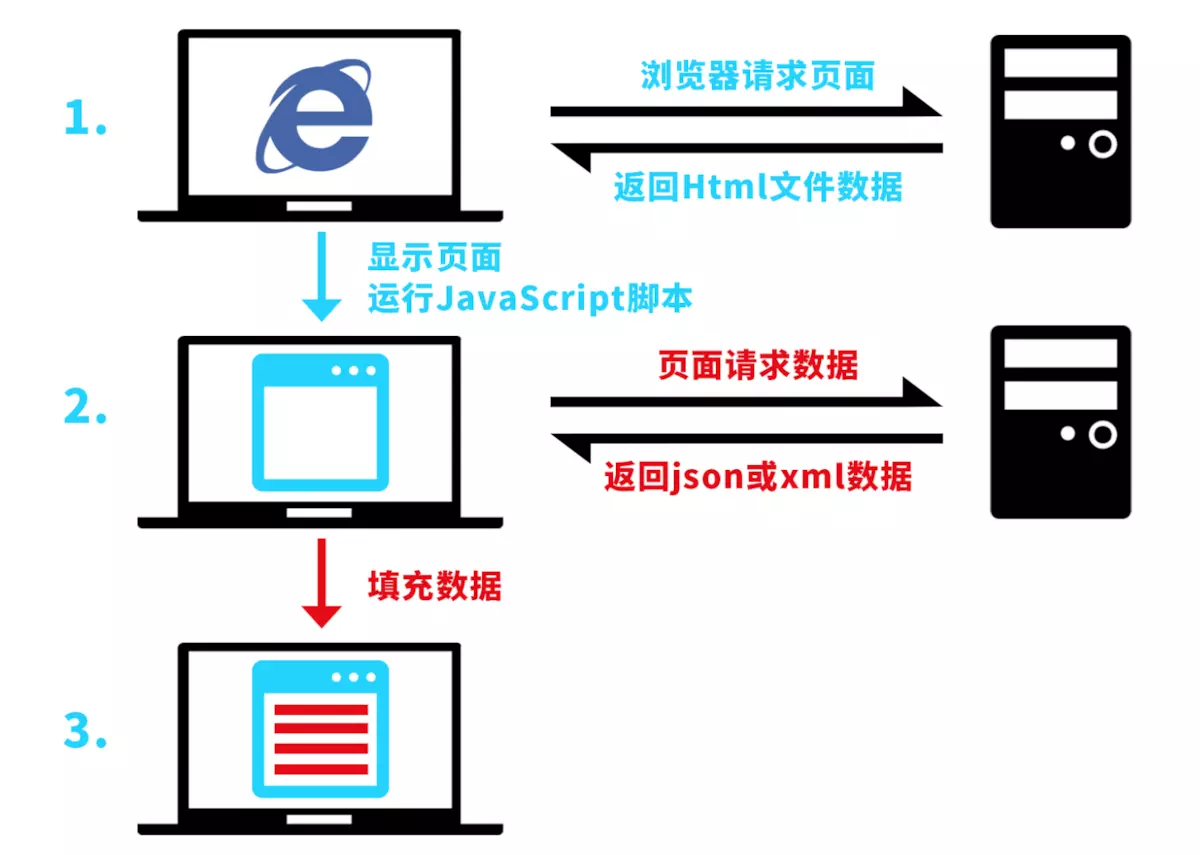 1.
浏览器请求页面
返回Html文件数据
显示页面
运行JavaScript脚本
2.
页面请求数据
返回json或xml数据
填充数据
3.